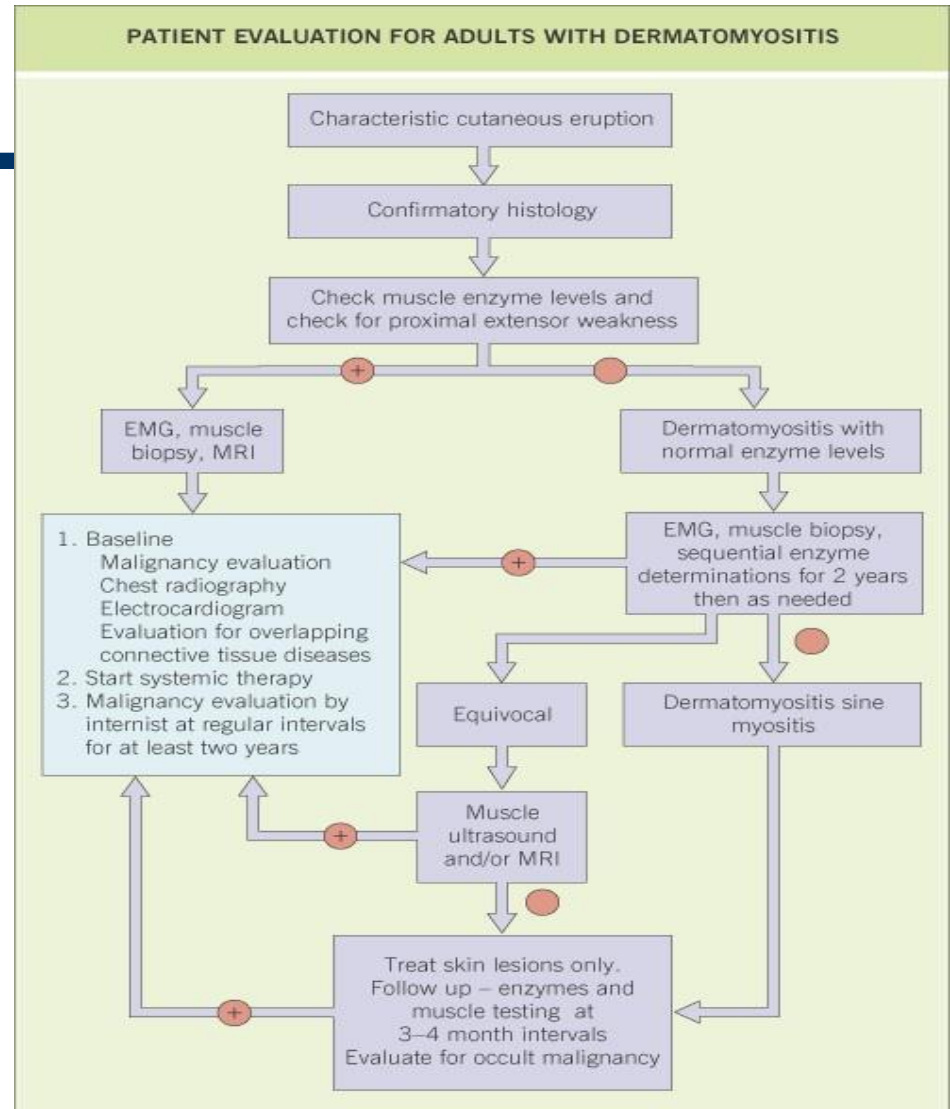 PATIENT EVALUATION FOR ADULTS WITH DERMATOMYOSITIS
Characteristic cutaneous eruption
Confirmatory histology
Check muscle enzyme levels and
check for proximal extensor weakness
+
EMG, muscle
biopsy, MRI
Dermatomyositis with
normal enzyme levels
1. Baseline
Malignancy evaluation
Chest radiography
Electrocardiogram
Evaluation for overlapping
connective tissue diseases
2. Start systemic therapy
3. Malignancy evaluation by
internist at regular intervals
for at least two years
+
EMG, muscle biopsy,
sequential enzyme
determinations for 2 years
then as needed
Equivocal
Dermatomyositis sine
myositis
+
Muscle
ultrasound
and/or MRI
+
Treat skin lesions only.
Follow up – enzymes and
muscle testing at
3–4 month intervals
Evaluate for occult malignancy